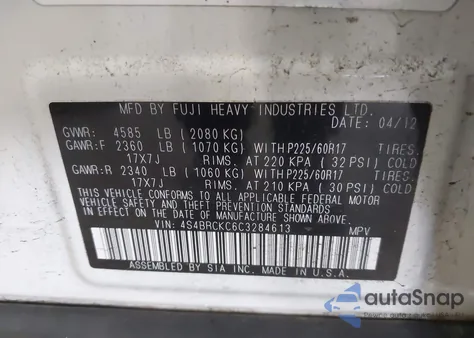 MFD BY FUJI HEAVY INDUSTRIES LTD.
DATE: 04/12
GVWR: 4585 LB (2080 KG)
GAWR:F 2360 LB (1070 KG) WITH P225/60R17 TIRES,
17X7J RIMS, AT 220 KPA (32 PSI) COLD
GAWR:R 2340 LB (1060 KG) WITH P225/60R17 TIRES,
17X7J RIMS, AT 210 KPA (30 PSI) COLD
THIS VEHICLE CONFORMS TO ALL APPLICABLE FEDERAL MOTOR
VEHICLE SAFETY AND THEFT PREVENTION STANDARDS
IN EFFECT ON THE DATE OF MANUFACTURE SHOWN ABOVE.
VIN: 4S4BRCKC6C3284613 MPV
ASSEMBLED BY SIA INC. MADE IN U.S.A.
autoSnap